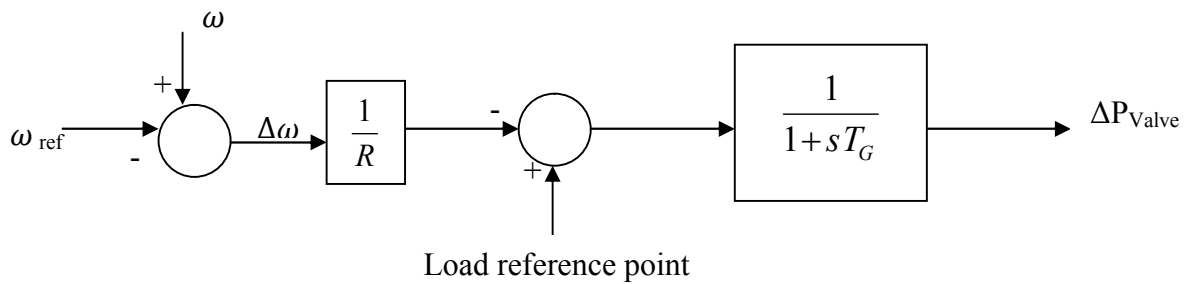 ω
+
ω ref
-
Δω
1
R
-
+
1
1+sT_G
ΔP_Valve
Load reference point